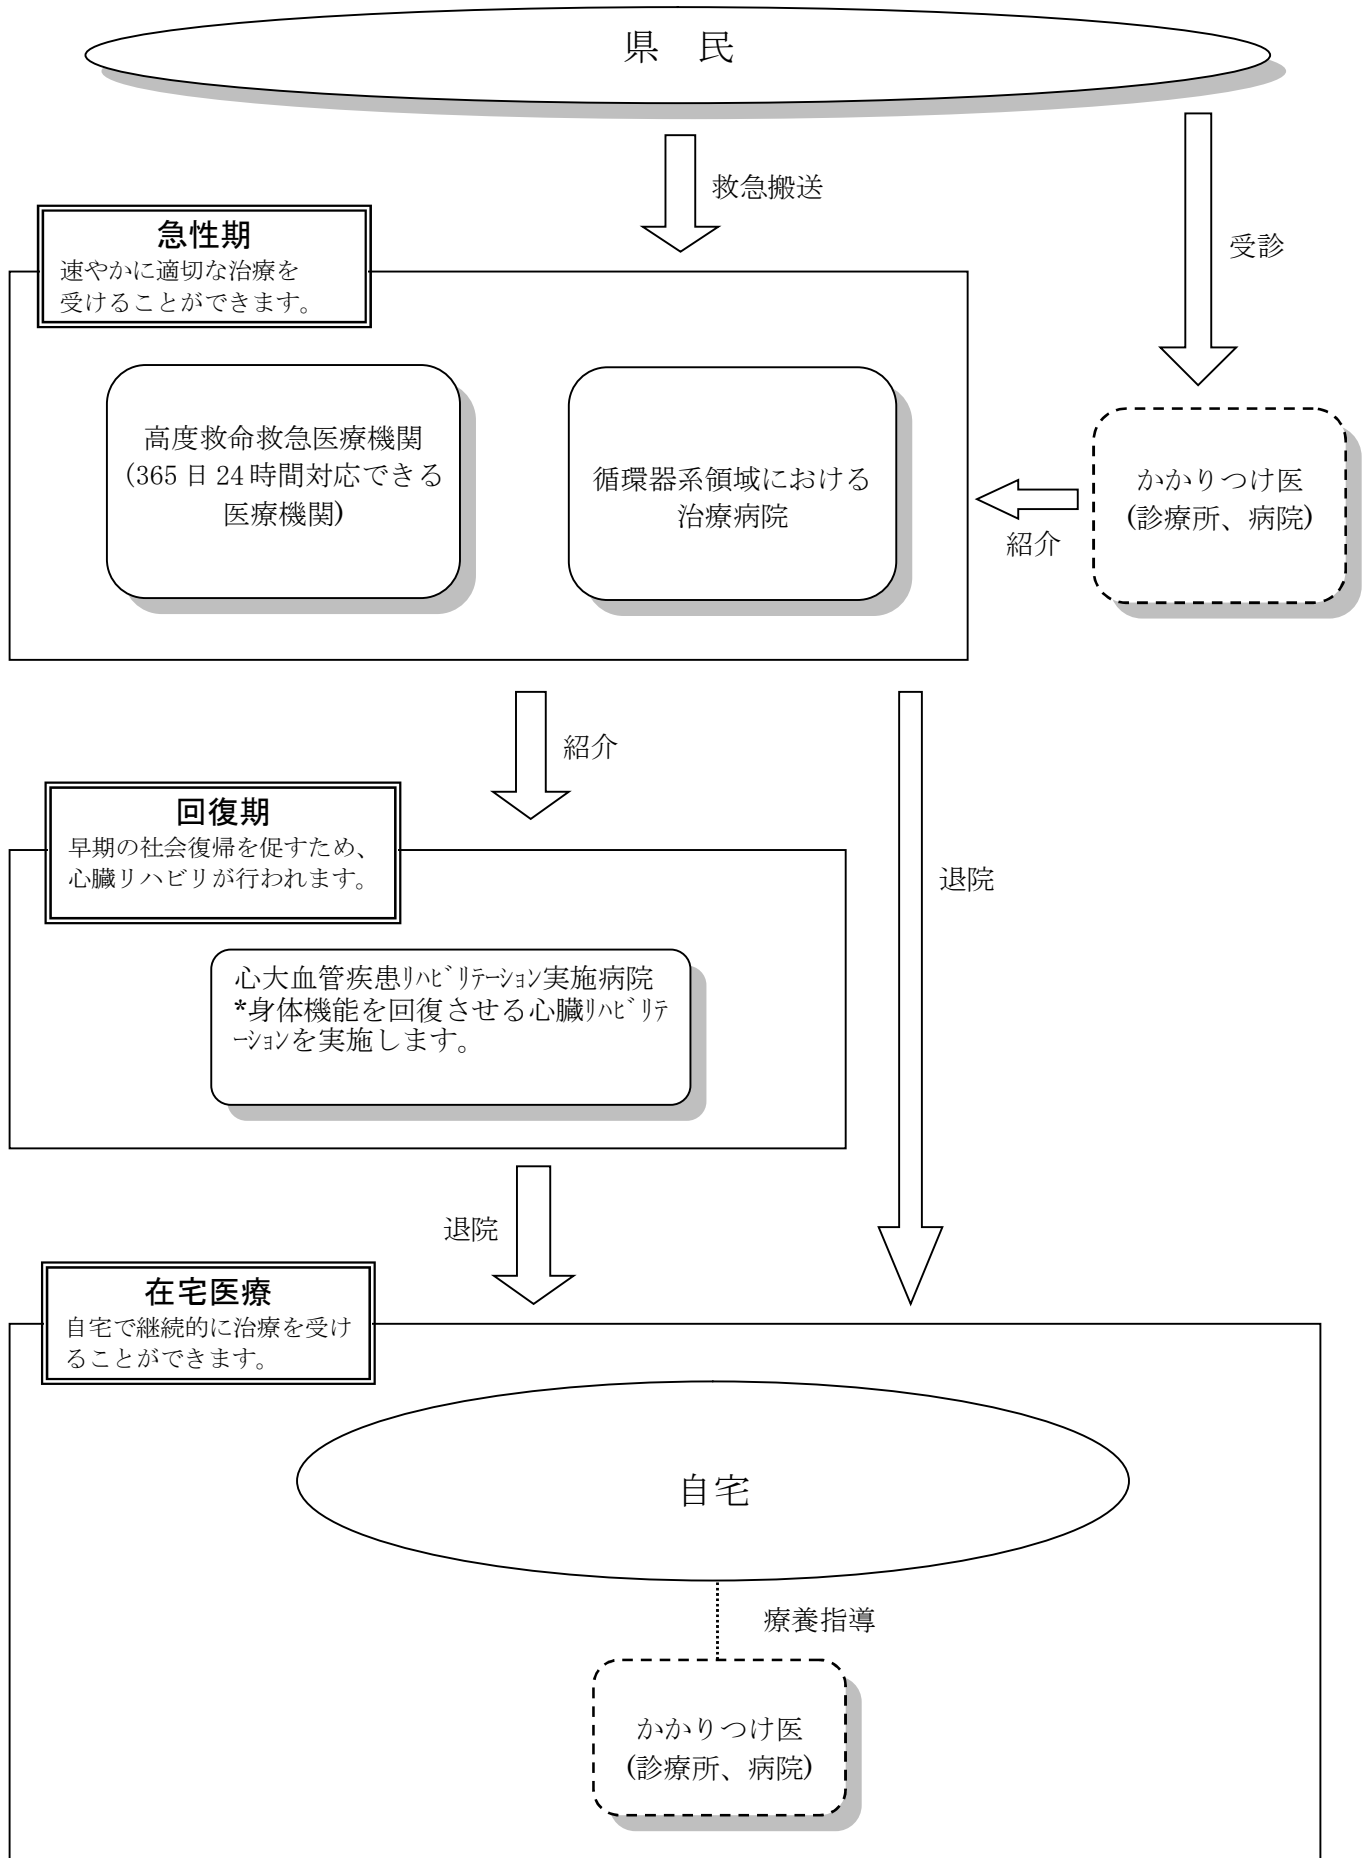 県　民
救急搬送
受診
急性期
速やかに適切な治療を
受けることができます。
高度救命救急医療機関
(365 日 24 時間対応できる
医療機関)
循環器系領域における
治療病院
紹介
かかりつけ医
(診療所、病院)
紹介
退院
回復期
早期の社会復帰を促すため、
心臓リハビリが行われます。
心大血管疾患ﾘﾊﾋﾞﾘﾃｰｼｮﾝ実施病院
*身体機能を回復させる心臓ﾘﾊﾋﾞﾘﾃ
ｰｼｮﾝを実施します。
退院
在宅医療
自宅で継続的に治療を受け
ることができます。
自宅
療養指導
かかりつけ医
(診療所、病院)